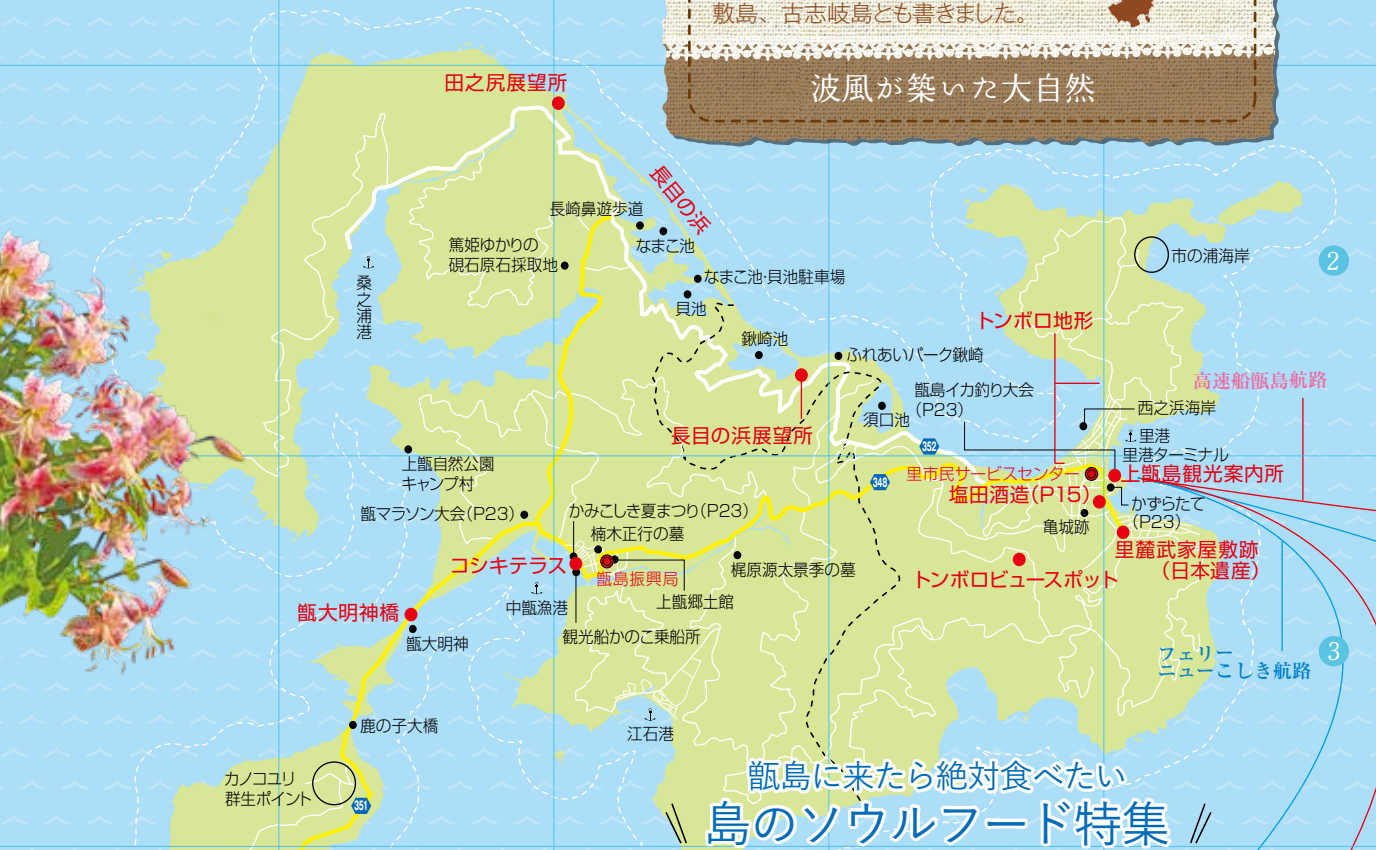 敷島、古志岐島とも書きました。
波風が築いた大自然
田之尻展望所
長目の浜
長崎鼻遊歩道
なまこ池
篤姫ゆかりの
硯石原石採取地
なまこ池・貝池駐車場
貝池
桑之浦港
市の浦海岸
2
トンボロ地形
鍬崎池
ふれあいパーク鍬崎
高速船甑島航路
甑島イカ釣り大会
(P23)
須口池
西之浜海岸
長目の浜展望所
352
里港
里港ターミナル
上甑自然公園
キャンプ村
里市民サービスセンター
上甑島観光案内所
348
塩田酒造(P15)
かずらたて
(P23)
甑マラソン大会(P23)
かみこしき夏まつり(P23)
楠木正行の墓
亀城跡
里麓武家屋敷跡
(日本遺産)
コシキテラス
甑島振興局
梶原源太景季の墓
トンボロビュースポット
中甑漁港
上甑郷土館
甑大明神橋
甑大明神
観光船かのこ乗船所
フェリー
ニューこしき航路
3
鹿の子大橋
江石港
カノコユリ
群生ポイント
351
甑島に来たら絶対食べたい
島のソウルフード特集